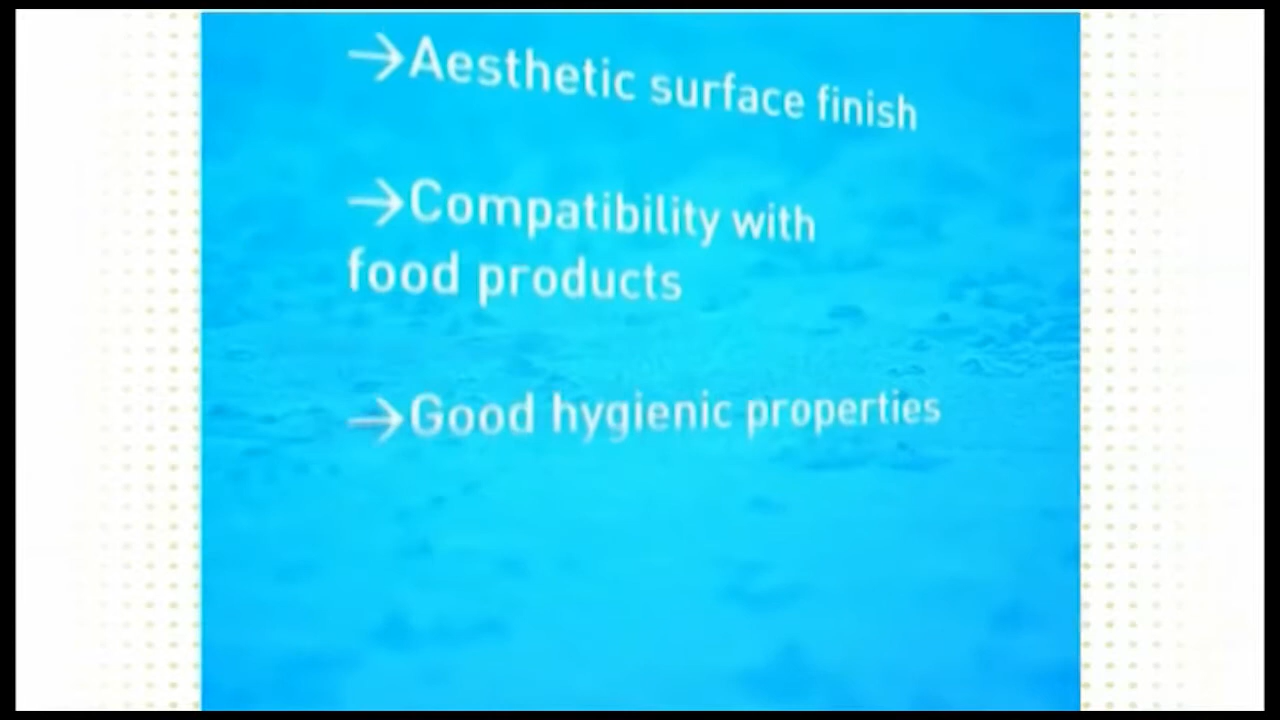 →Aesthetic surface finish
→Compatibility with
food products
→Good hygienic properties